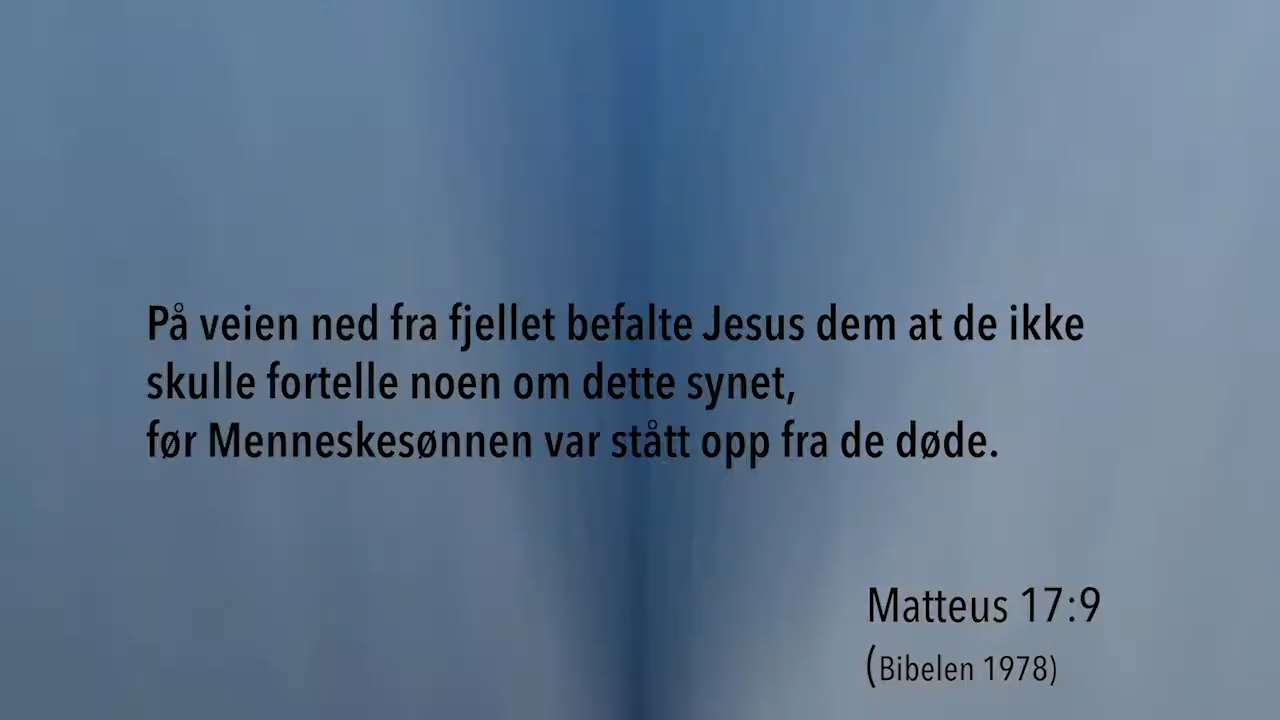 På veien ned fra fjellet befalte Jesus dem at de ikke
skulle fortelle noen om dette synet,
før Menneskesønnen var stått opp fra de døde.
Matteus 17:9
(Bibelen 1978)